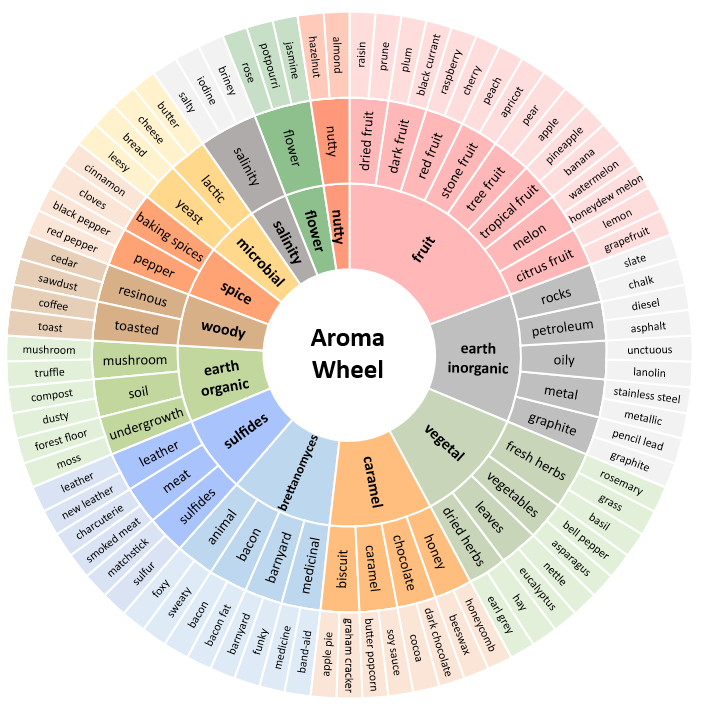 Aroma
Wheel
fruit
earth
inorganic
vegetal
caramel
brettanomyces
sulfides
earth
organic
woody
spice
microbial
salinity
flower
nutty
dried fruit
dark fruit
red fruit
stone fruit
tree fruit
tropical fruit
melon
citrus fruit
rocks
petroleum
oily
metal
graphite
fresh herbs
vegetables
leaves
dried herbs
honey
chocolate
caramel
biscuit
medicinal
barnyard
bacon
animal
sulfides
meat
leather
undergrowth
soil
mushroom
toasted
resinous
pepper
baking spices
yeast
lactic
salinity
flower
nutty
raisin
prune
plum
black currant
raspberry
cherry
peach
apricot
pear
apple
pineapple
banana
watermelon
honeydew melon
lemon
grapefruit
slate
chalk
diesel
asphalt
unctuous
lanolin
stainless steel
metallic
pencil lead
graphite
rosemary
grass
basil
bell pepper
asparagus
nettle
eucalyptus
hay
earl grey
honeycomb
beeswax
dark chocolate
cocoa
soy sauce
butter popcorn
graham cracker
apple pie
band-aid
medicine
funky
barnyard
bacon fat
bacon
sweaty
foxy
sulfur
matchstick
smoked meat
charcuterie
new leather
leather
moss
forest floor
dusty
compost
truffle
mushroom
toast
coffee
sawdust
cedar
red pepper
black pepper
cloves
cinnamon
leesy
bread
cheese
butter
salty
iodine
briney
rose
potpourri
jasmine
hazelnut
almond